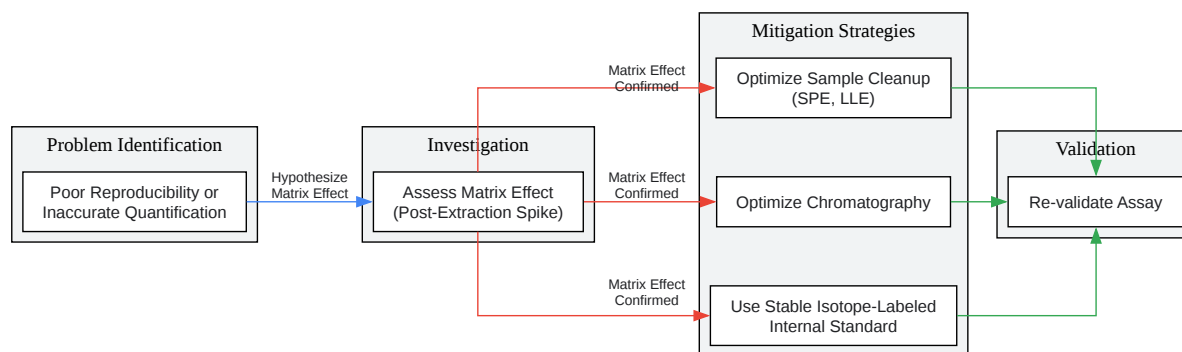 Problem Identification
Poor Reproducibility or
Inaccurate Quantification
Hypothesize
Matrix Effect
Investigation
Assess Matrix Effect
(Post-Extraction Spike)
Matrix Effect
Confirmed
Matrix Effect
Confirmed
Matrix Effect
Confirmed
Mitigation Strategies
Optimize Sample Cleanup
(SPE, LLE)
Optimize Chromatography
Use Stable Isotope-Labeled
Internal Standard
Validation
Re-validate Assay